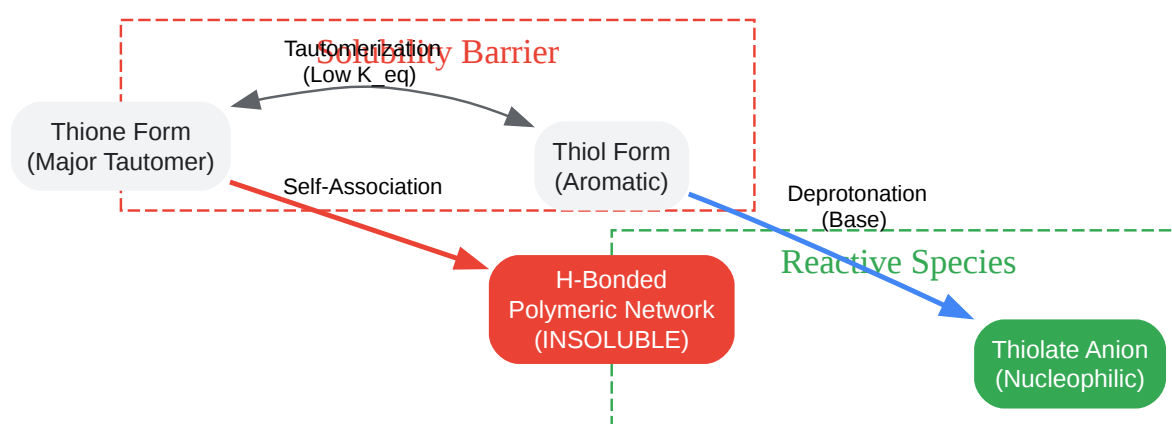 Solubility Barrier
Tautomerization
(Low K_eq)
Thione Form
(Major Tautomer)
Thiol Form
(Aromatic)
Self-Association
Deprotonation
(Base)
Reactive Species
H-Bonded
Polymeric Network
(INSOLUBLE)
Thiolate Anion
(Nucleophilic)